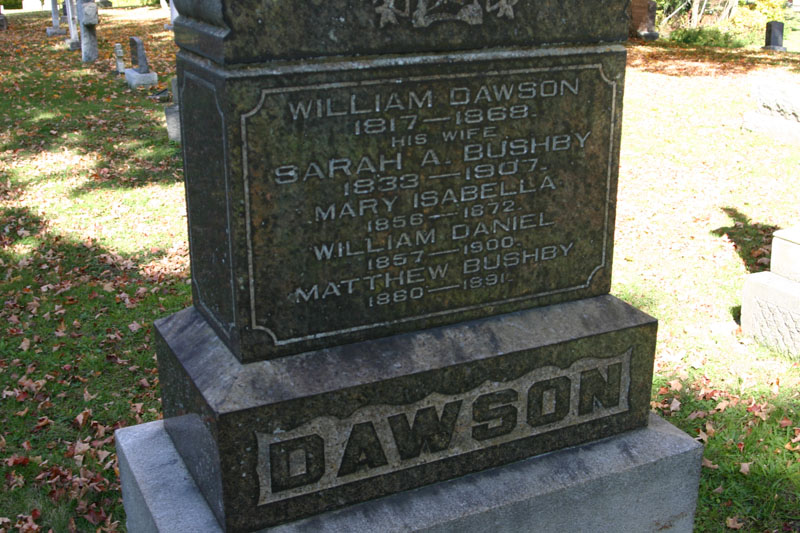 WILLIAM DAWSON
1817—1868.
HIS WIFE
SARAH A. BUSHBY
1833—1907.
MARY ISABELLA
1856—1872.
WILLIAM DANIEL
1857—1900.
MATTHEW BUSHBY
1860—1891.
DAWSON